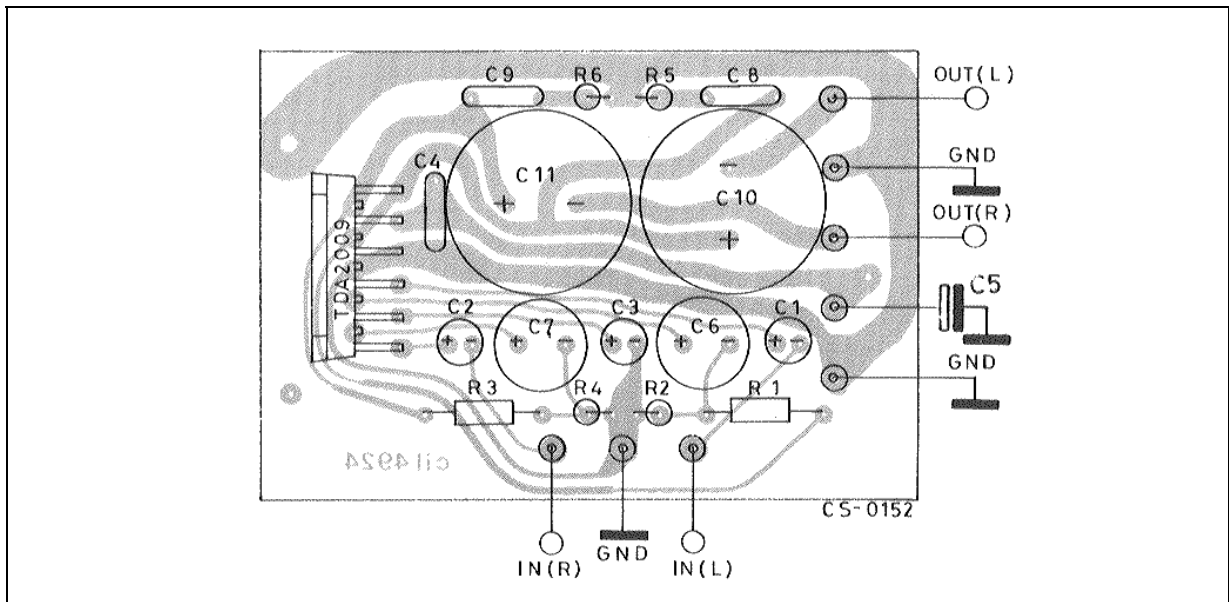 C9
R6
R5
C8
OUT(L)
C4
C11
C10
GND
OUT(R)
TDA2009
C5
C2
C7
C3
C6
C1
GND
R3
R4
R2
R1
cil4924
CS-0152
IN(R)
GND
IN(L)